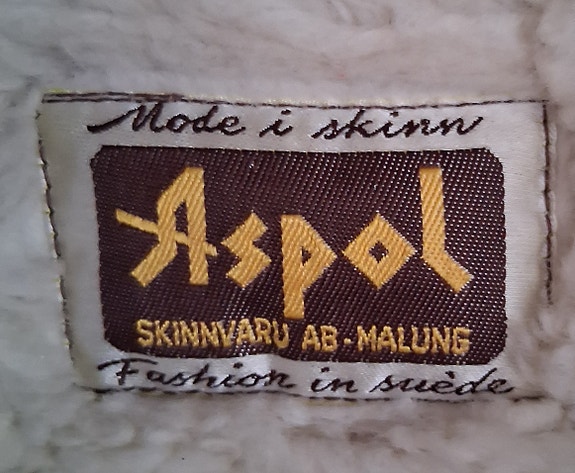 Mode i skinn
Aspol
SKINNVARU AB - MALUNG
Fashion in suède